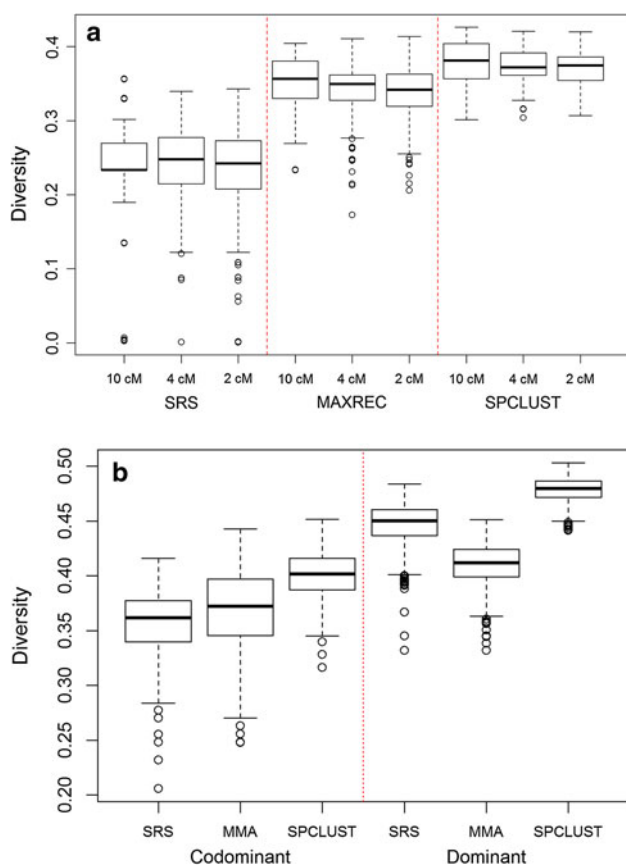 a
Diversity
0.4
0.3
0.2
0.1
0.0
10 cM 4 cM 2 cM 10 cM 4 cM 2 cM 10 cM 4 cM 2 cM
SRS MAXREC SPCLUST
b
Diversity
0.50
0.45
0.40
0.35
0.30
0.25
0.20
SRS MMA SPCLUST SRS MMA SPCLUST
Codominant Dominant